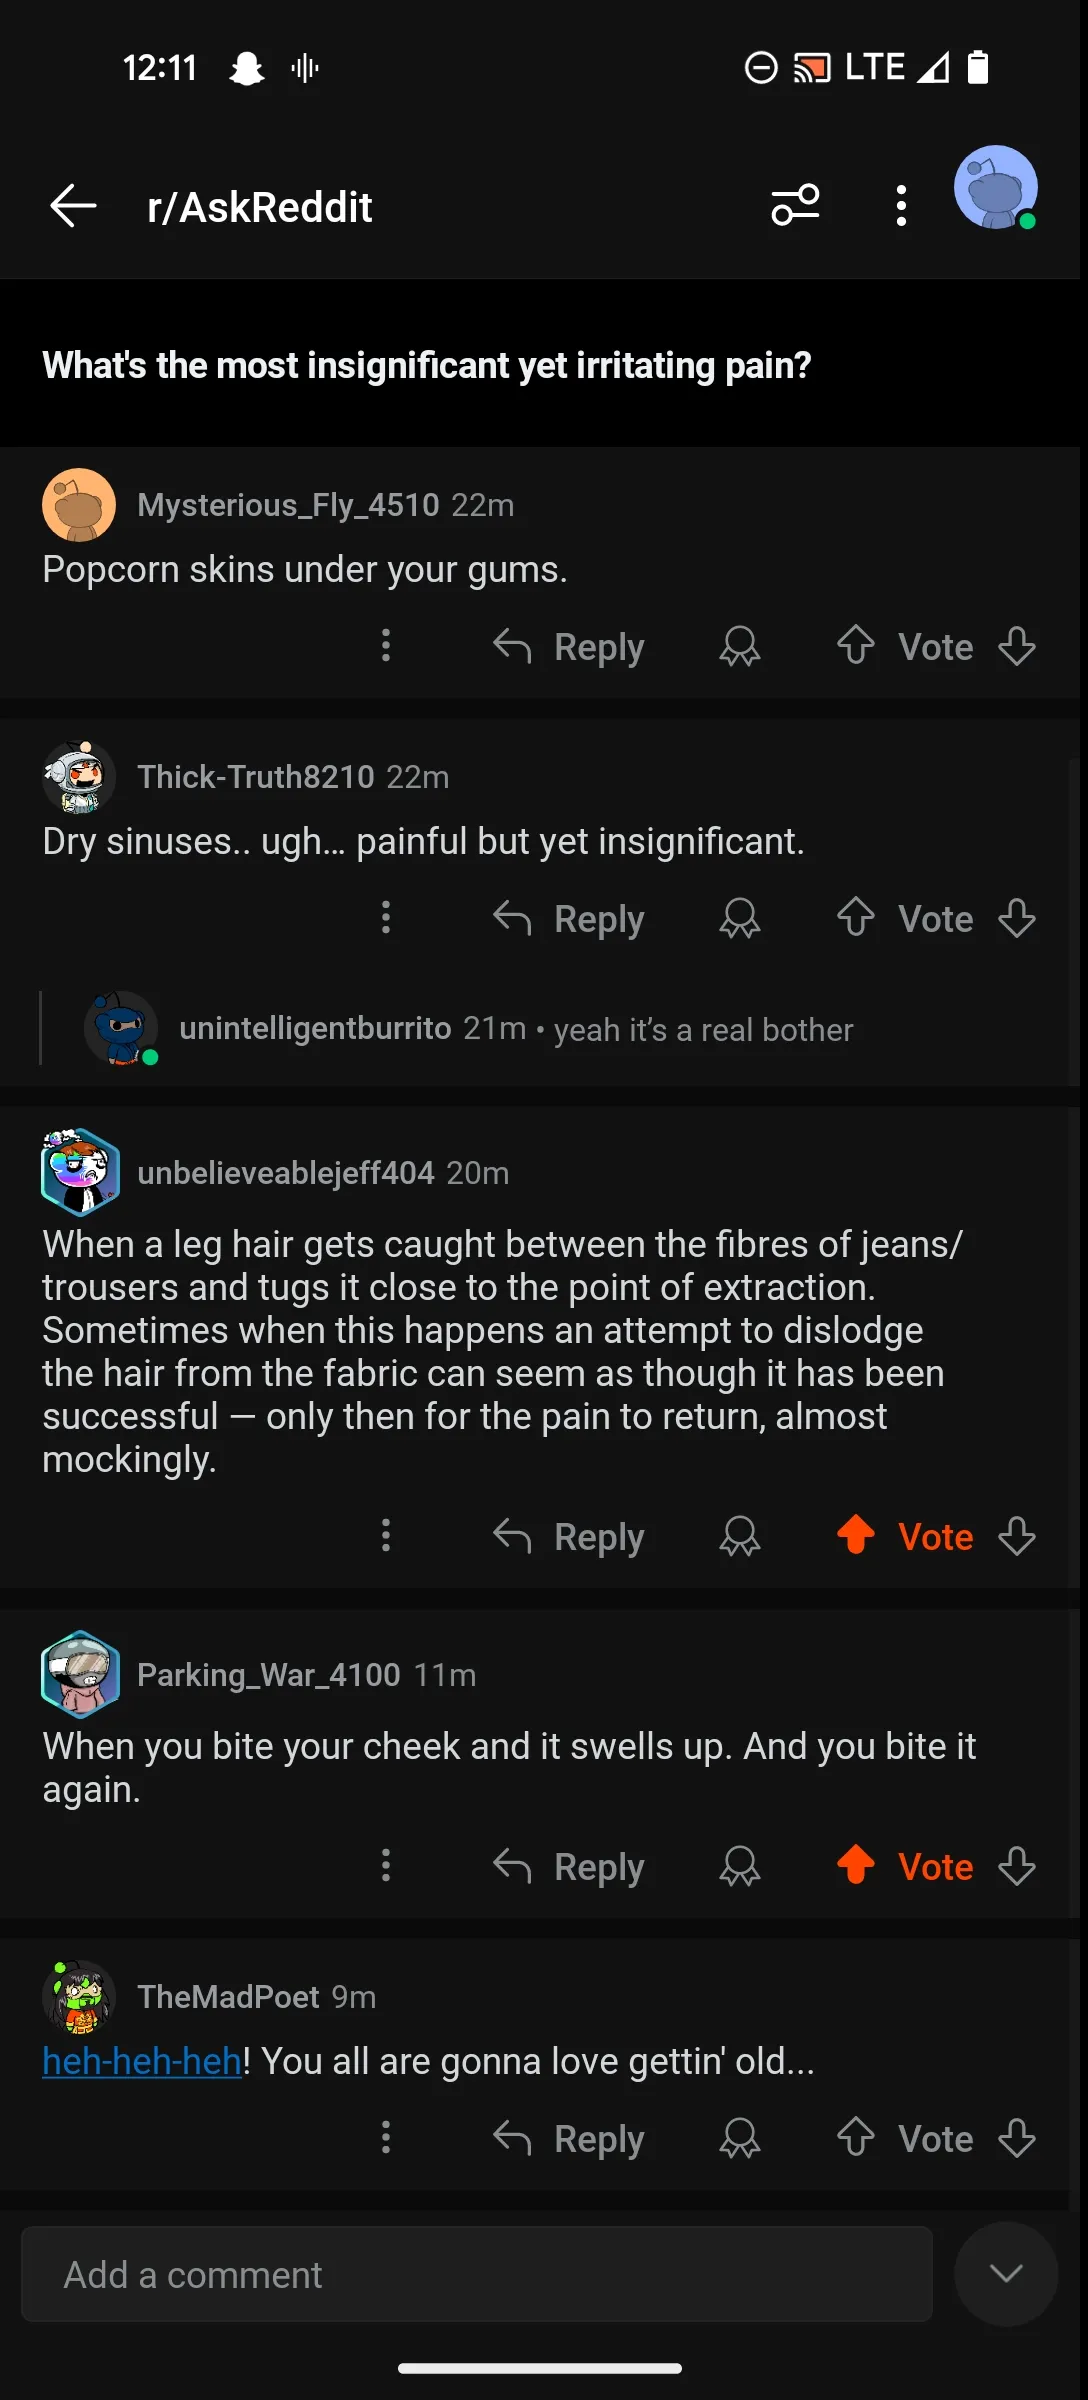 12:11 LTE
r/AskReddit
What's the most insignificant yet irritating pain?
Mysterious_Fly_4510 22m
Popcorn skins under your gums.
Reply Vote
Thick-Truth8210 22m
Dry sinuses.. ugh... painful but yet insignificant.
Reply Vote
unintelligentburrito 21m • yeah it’s a real bother
unbelieveablejeff404 20m
When a leg hair gets caught between the fibres of jeans/
trousers and tugs it close to the point of extraction.
Sometimes when this happens an attempt to dislodge
the hair from the fabric can seem as though it has been
successful — only then for the pain to return, almost
mockingly.
Reply Vote
Parking_War_4100 11m
When you bite your cheek and it swells up. And you bite it
again.
Reply Vote
TheMadPoet 9m
heh-heh-heh! You all are gonna love gettin' old...
Reply Vote
Add a comment